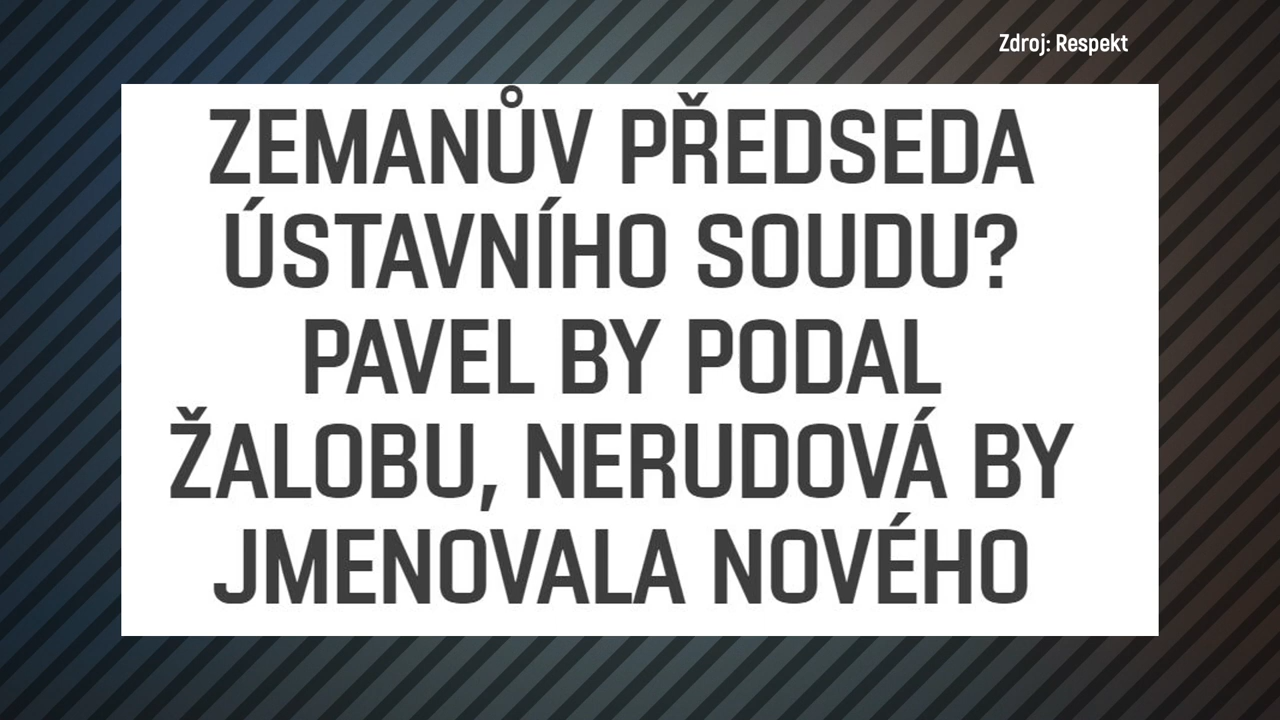 Zdroj: Respekt
ZEMANŮV PŘEDSEDA
ÚSTAVNÍHO SOUDU?
PAVEL BY PODAL
ŽALOBU, NERUDOVÁ BY
JMENOVALA NOVÉHO